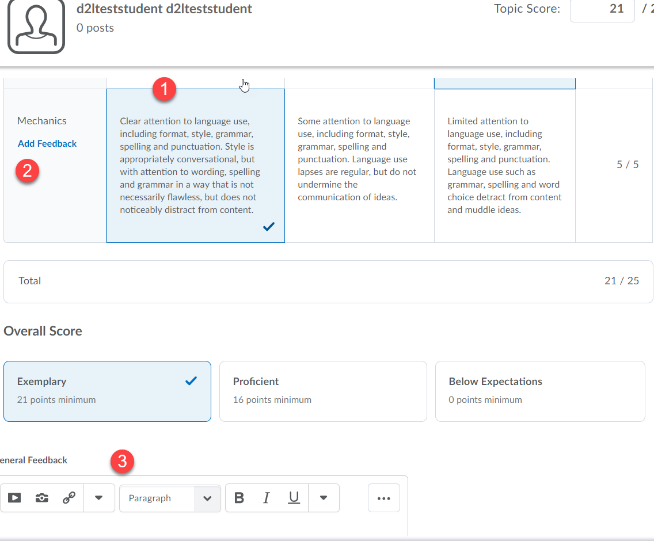 d2lteststudent d2lteststudent
0 posts
Topic Score: 21 / 2
1
Mechanics
Add Feedback
2
Clear attention to language use,
including format, style, grammar,
spelling and punctuation. Style is
appropriately conversational, but
with attention to wording, spelling
and grammar in a way that is not
necessarily flawless, but does not
noticeably distract from content.
Some attention to language
use, including format, style,
grammar, spelling and
punctuation. Language use
lapses are regular, but do not
undermine the
communication of ideas.
Limited attention to
language use, including
format, style, grammar,
spelling and punctuation.
Language use such as
grammar, spelling and word
choice detract from content
and muddle ideas.
5 / 5
Total 21 / 25
Overall Score
Exemplary
21 points minimum
Proficient
16 points minimum
Below Expectations
0 points minimum
eneral Feedback
3
Paragraph B I U ...